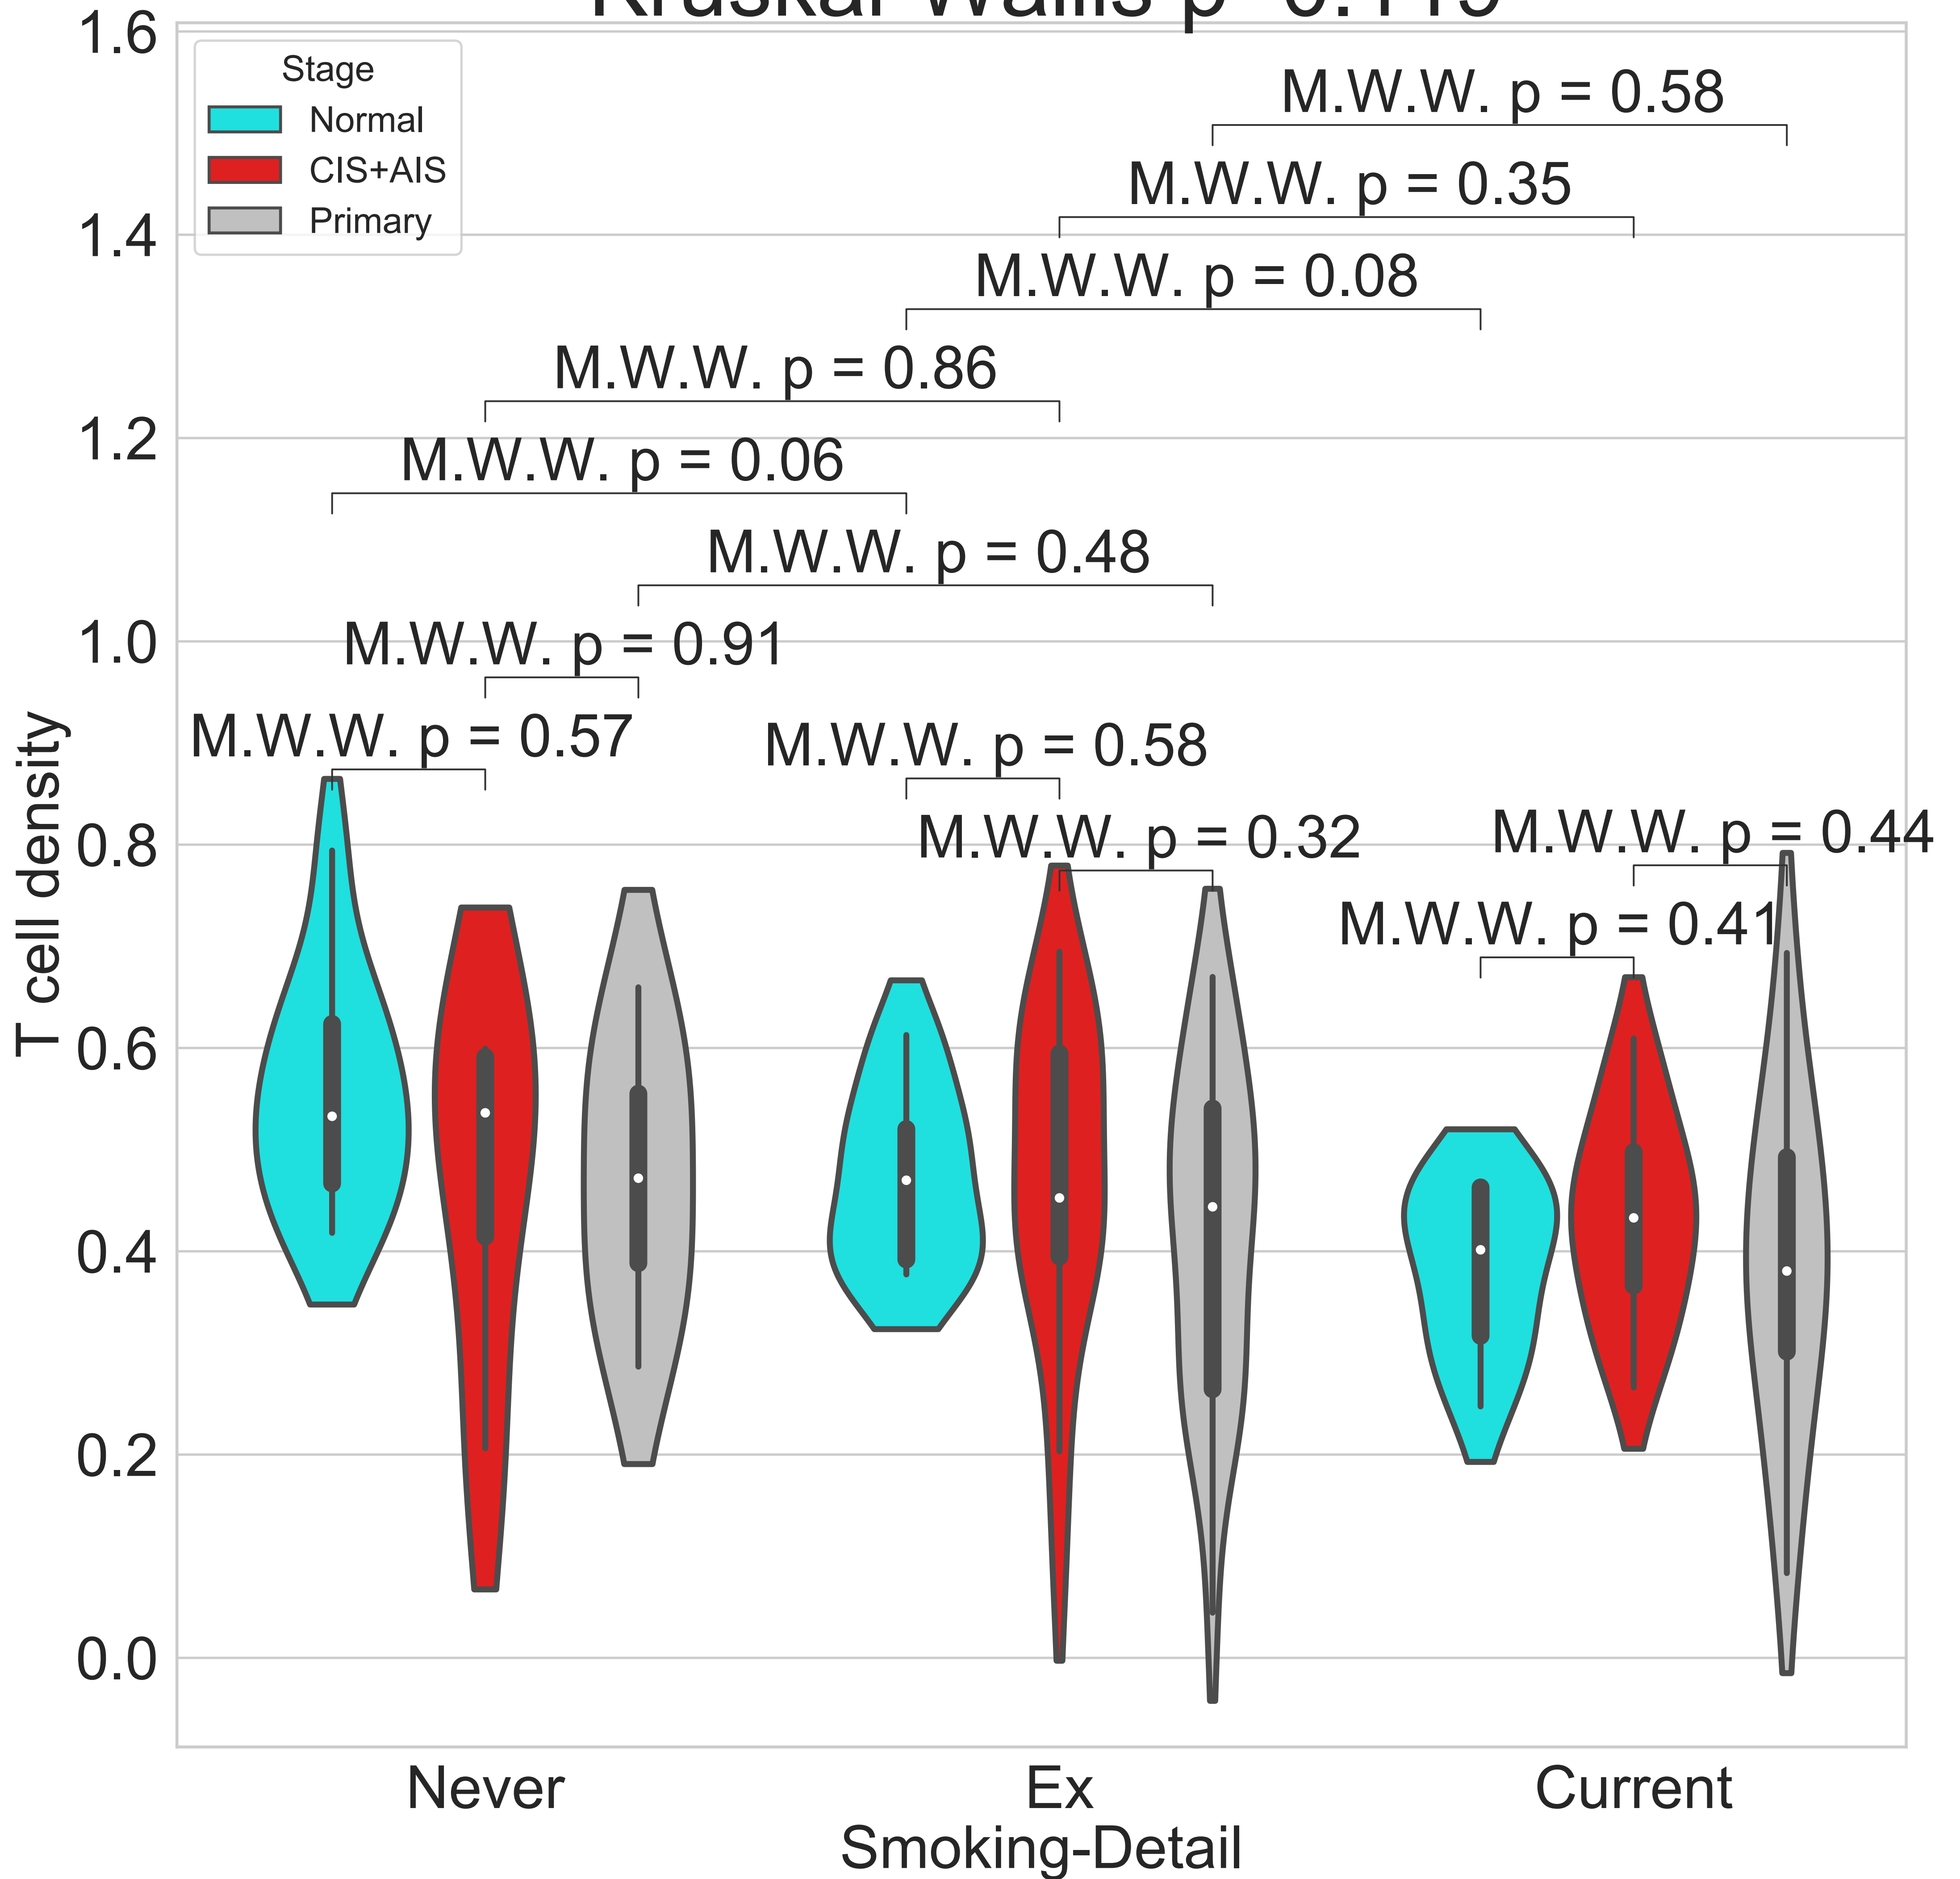 Kruskal Wallis p
1.6
1.4
1.2
1.0
0.8
0.6
0.4
0.2
0.0
T cell density
Stage
Normal
CIS+AIS
Primary
M.W.W. p = 0.58
M.W.W. p = 0.35
M.W.W. p = 0.08
M.W.W. p = 0.86
M.W.W. p = 0.06
M.W.W. p = 0.48
M.W.W. p = 0.91
M.W.W. p = 0.57
M.W.W. p = 0.58
M.W.W. p = 0.32
M.W.W. p = 0.44
M.W.W. p = 0.41
Never
Ex
Current
Smoking-Detail